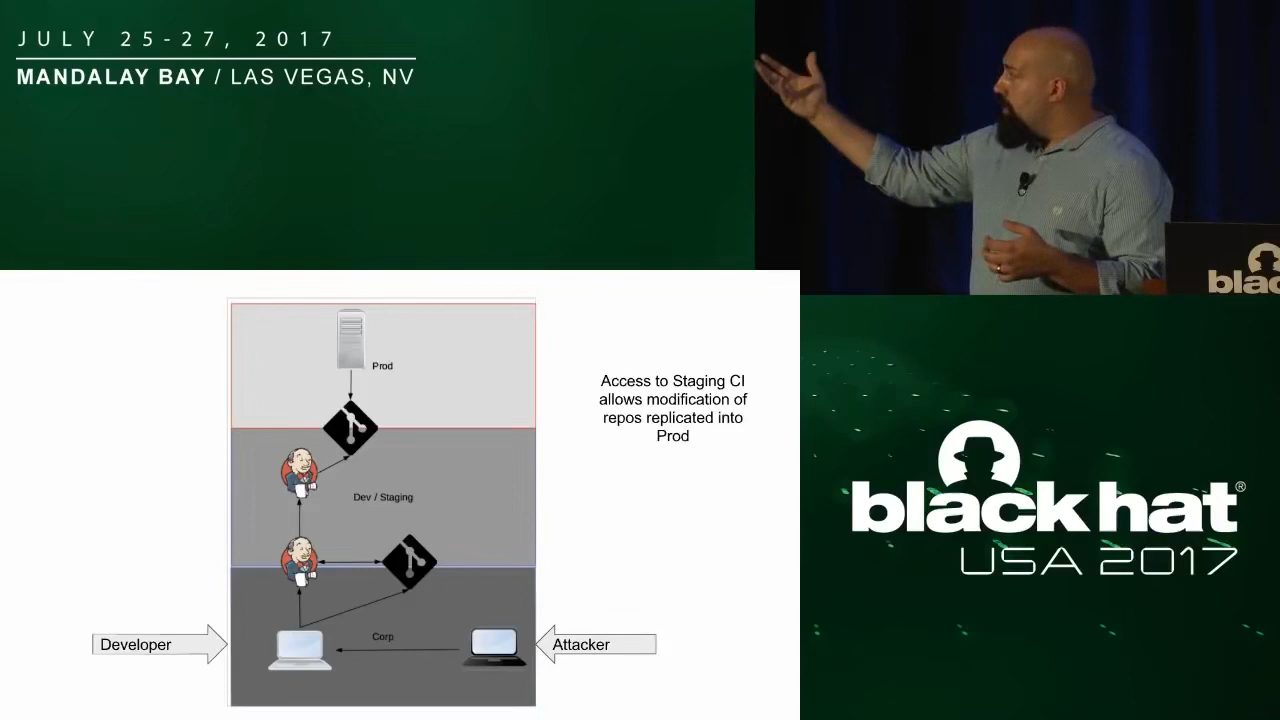 JULY 25-27, 2017
MANDALAY BAY / LAS VEGAS, NV
blac
Prod
Access to Staging CI
allows modification of
repos replicated into
Prod
Dev / Staging
Corp
Developer
Attacker
black hat®
USA 2017